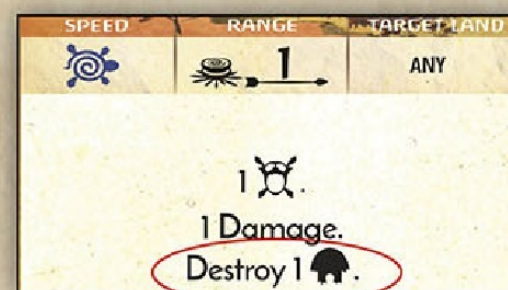 SPEED RANGE TARGET LAND
1 ANY
1 .
1 Damage.
Destroy 1 .